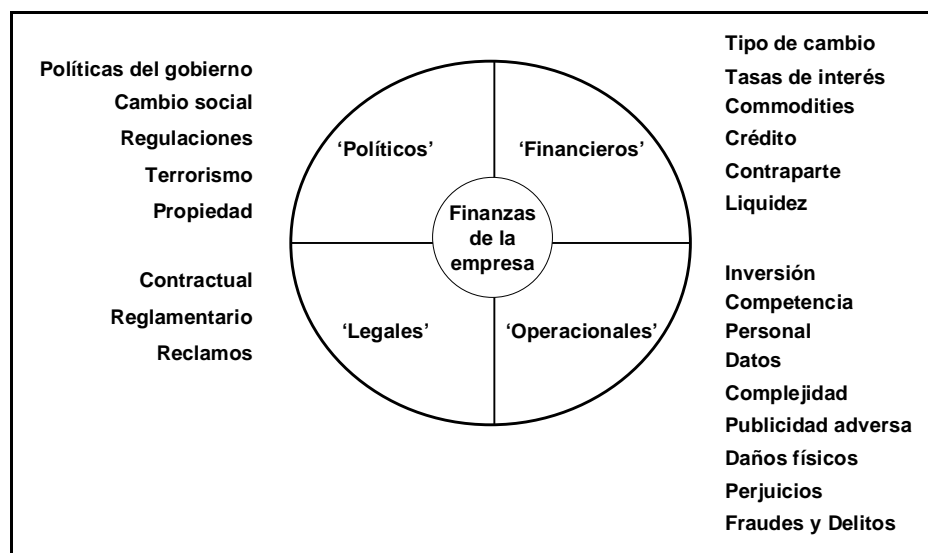 Políticas del gobierno
Cambio social
Regulaciones
Terrorismo
Propiedad
Contractual
Reglamentario
Reclamos
‘Políticos’
‘Financieros’
Finanzas
de la
empresa
‘Legales’
‘Operacionales’
Tipo de cambio
Tasas de interés
Commodities
Crédito
Contraparte
Liquidez
Inversión
Competencia
Personal
Datos
Complejidad
Publicidad adversa
Daños físicos
Perjuicios
Fraudes y Delitos